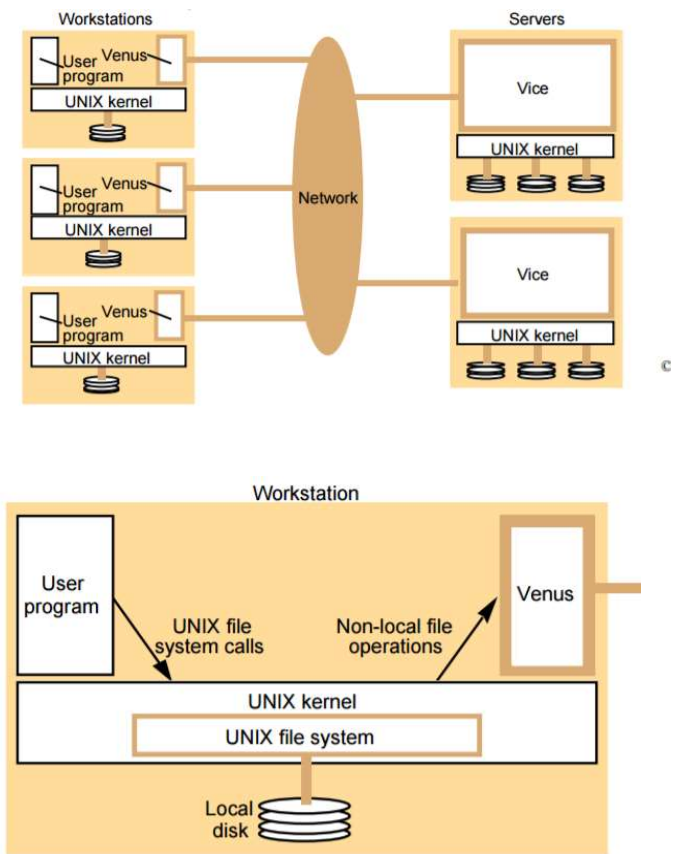 Workstations
Servers
User
program
Venus
UNIX kernel
User
program
Venus
UNIX kernel
User
program
Venus
UNIX kernel
Network
Vice
UNIX kernel
Vice
UNIX kernel
©
Workstation
User
program
UNIX file
system calls
Non-local file
operations
Venus
UNIX kernel
UNIX file system
Local
disk